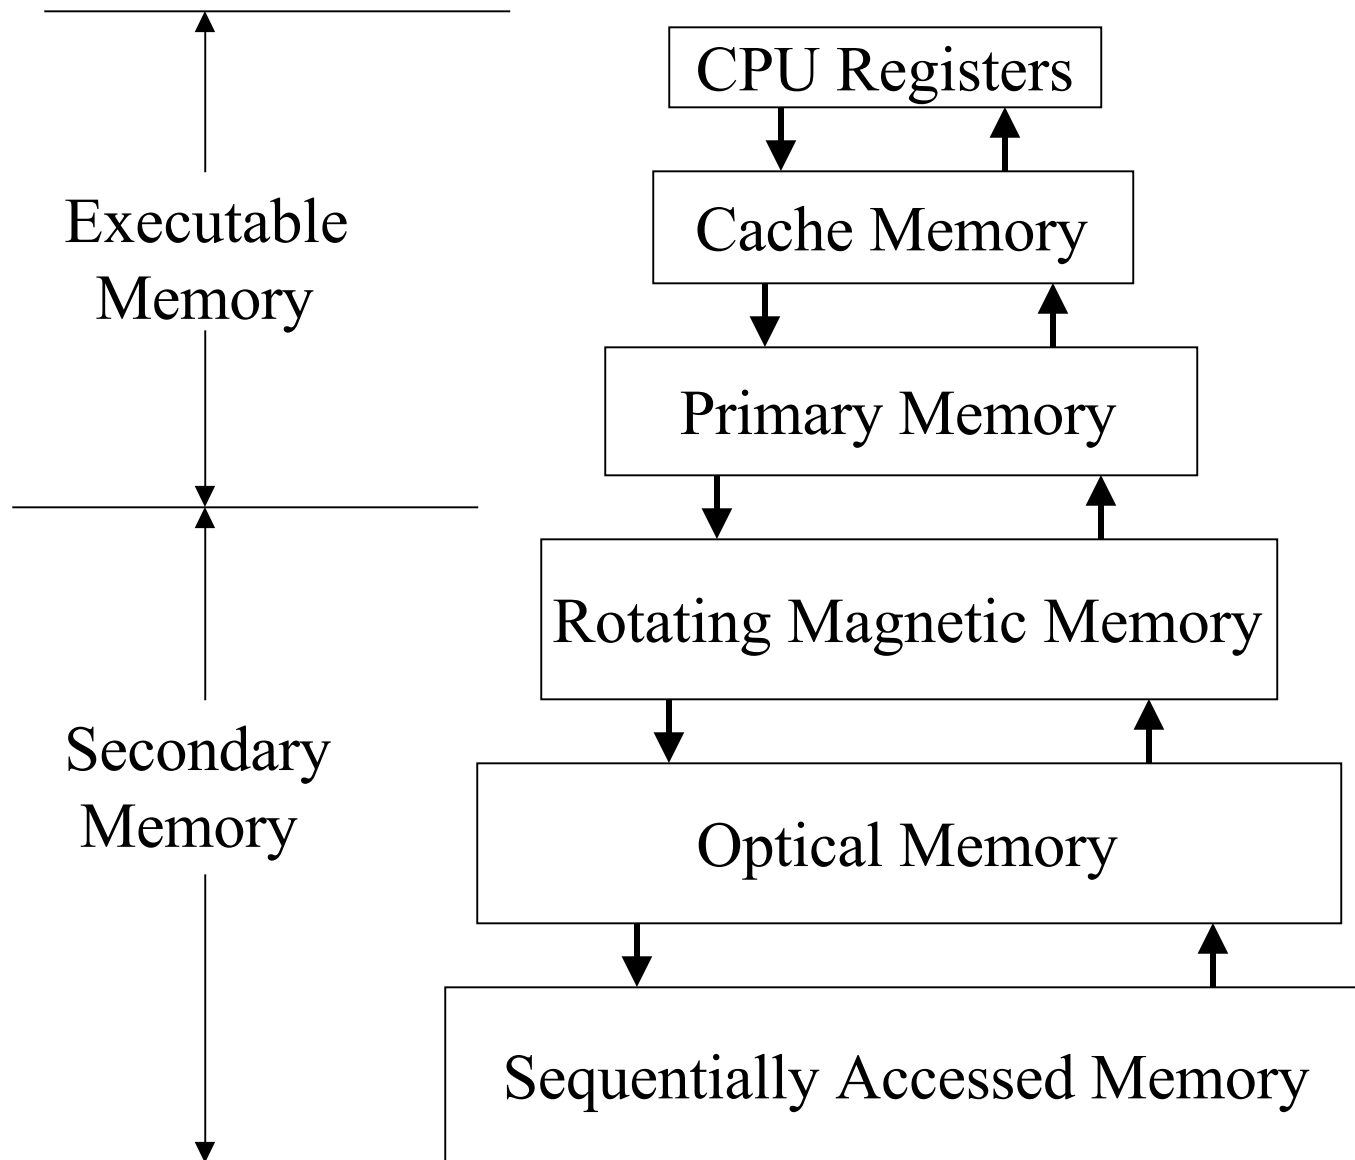 CPU Registers
Cache Memory
Executable
Memory
Primary Memory
Rotating Magnetic Memory
Secondary
Memory
Optical Memory
Sequentially Accessed Memory